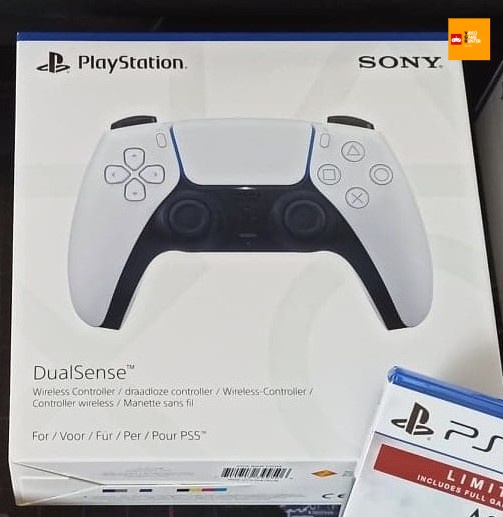 PlayStation.
SONY.
DualSense™
Wireless Controller / draadloze controller / Wireless-Controller /
Controller wireless / Manette sans fil
For / Voor / Für / Per / Pour PS5™
CE
LIMIT
INCLUDES FULL GA